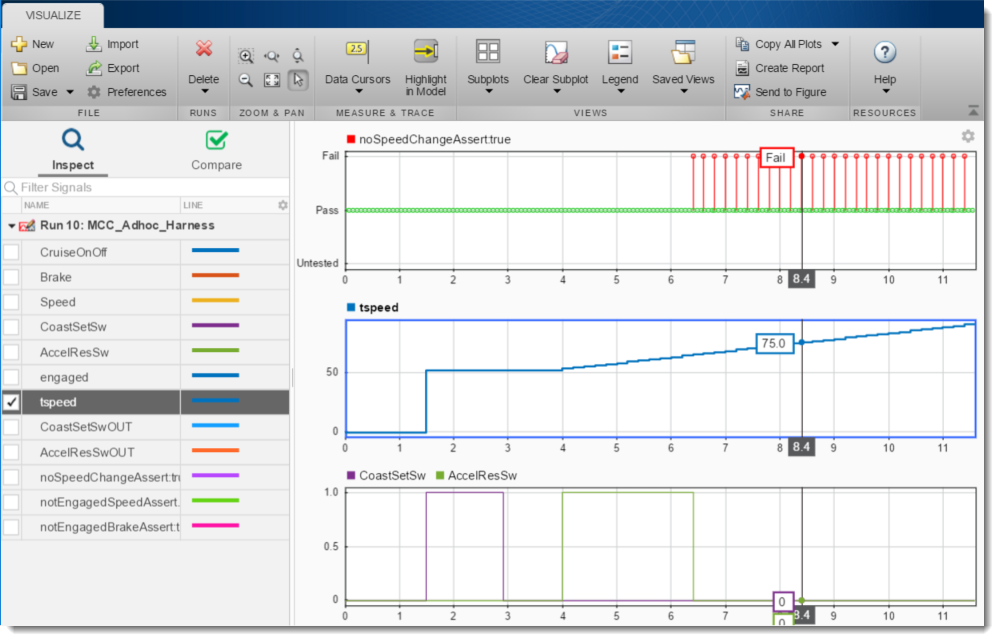 VISUALIZE
New
Import
Open
Export
Save
Preferences
FILE
Delete
RUNS
ZOOM & PAN
2.5
Data Cursors
Highlight
in Model
MEASURE & TRACE
Subplots
Clear Subplot
Legend
Saved Views
VIEWS
Copy All Plots
Create Report
Send to Figure
SHARE
?
Help
RESOURCES
Inspect
Compare
Filter Signals
NAME LINE
Run 10: MCC_Adhoc_Harness
CruiseOnOff
Brake
Speed
CoastSetSw
AccelResSw
engaged
tspeed
CoastSetSwOUT
AccelResSwOUT
noSpeedChangeAssert:tru
notEngagedSpeedAssert.
notEngagedBrakeAssert:t
noSpeedChangeAssert:true
Fail
Fail
Pass
Untested
0 1 2 3 4 5 6 7 8 8.4 9 10 11
tspeed
75.0
50
0
0 1 2 3 4 5 6 7 8 8.4 9 10 11
CoastSetSw AccelResSw
1.0
0.5
0
0
0
0 1 2 3 4 5 6 7 8 8.4 9 10 11